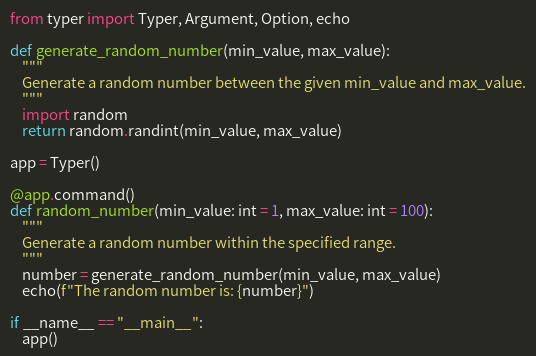 from typer import Typer, Argument, Option, echo

def generate_random_number(min_value, max_value):
    """
    Generate a random number between the given min_value and max_value.
    """
    import random
    return random.randint(min_value, max_value)

app = Typer()

@app.command()
def random_number(min_value: int = 1, max_value: int = 100):
    """
    Generate a random number within the specified range.
    """
    number = generate_random_number(min_value, max_value)
    echo(f"The random number is: {number}")

if __name__ == "__main__":
    app()